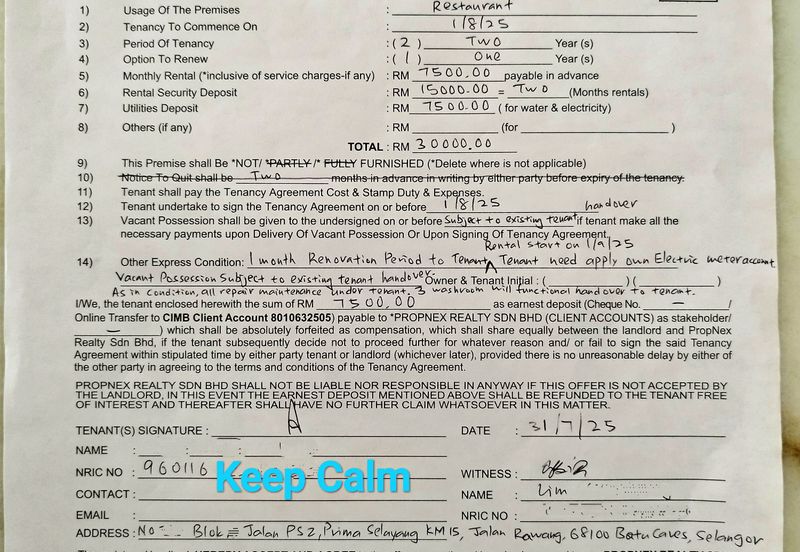 1) Usage Of The Premises : Restaurant
2) Tenancy To Commence On : 1/8/25
3) Period Of Tenancy : ( 2 ) Two Year (s)
4) Option To Renew : ( 1 ) One Year (s)
5) Monthly Rental (*inclusive of service charges-if any) : RM 7500.00 payable in advance
6) Rental Security Deposit : RM 15000.00 = Two (Months rentals)
7) Utilities Deposit : RM 7500.00 ( for water & electricity)
8) Others (if any) : RM (for )
TOTAL : RM 30000.00
9) This Premise shall Be *NOT/ *PARTLY /* FULLY FURNISHED (*Delete where is not applicable)
10) Notice To Quit shall be Two months in advance in writing by either party before expiry of the tenancy.
11) Tenant shall pay the Tenancy Agreement Cost & Stamp Duty & Expenses.
12) Tenant undertake to sign the Tenancy Agreement on or before 1/8/25 handover
13) Vacant Possession shall be given to the undersigned on or before Subject to existing tenant if tenant make all the
necessary payments upon Delivery Of Vacant Possession Or Upon Signing Of Tenancy Agreement.
Rental start on 1/9/25
14) Other Express Condition: 1 month Renovation Period to Tenant, Tenant need apply own Electric meter account
Vacant Possession Subject to existing tenant handover. Owner & Tenant Initial : ( ) ( )
As in condition, all repair maintenance under tenant. 3 washroom will functional handover to tenant.
I/We, the tenant enclosed herewith the sum of RM 7500.00 as earnest deposit (Cheque No. — /
Online Transfer to CIMB Client Account 8010632505) payable to *PROPNEX REALTY SDN BHD (CLIENT ACCOUNTS) as stakeholder/
— ) which shall be absolutely forfeited as compensation, which shall share equally between the landlord and PropNex
Realty Sdn Bhd, if the tenant subsequently decide not to proceed further for whatever reason and/ or fail to sign the said Tenancy
Agreement within stipulated time by either party tenant or landlord (whichever later), provided there is no unreasonable delay by either of
the other party in agreeing to the terms and conditions of the Tenancy Agreement.
PROPNEX REALTY SDN BHD SHALL NOT BE LIABLE NOR RESPONSIBLE IN ANYWAY IF THIS OFFER IS NOT ACCEPTED BY
THE LANDLORD, IN THIS EVENT THE EARNEST DEPOSIT MENTIONED ABOVE SHALL BE REFUNDED TO THE TENANT FREE
OF INTEREST AND THEREAFTER SHALL HAVE NO FURTHER CLAIM WHATSOEVER IN THIS MATTER.
TENANT(S) SIGNATURE : DATE : 31/7/25
NAME :
NRIC NO : 960116 Keep Calm WITNESS :
CONTACT : NAME : Lim
EMAIL : NRIC NO :
ADDRESS : NO Blok Jalan PS2, Prima Selayang KM15, Jalan Rawang, 68100 Batu Caves, Selangor